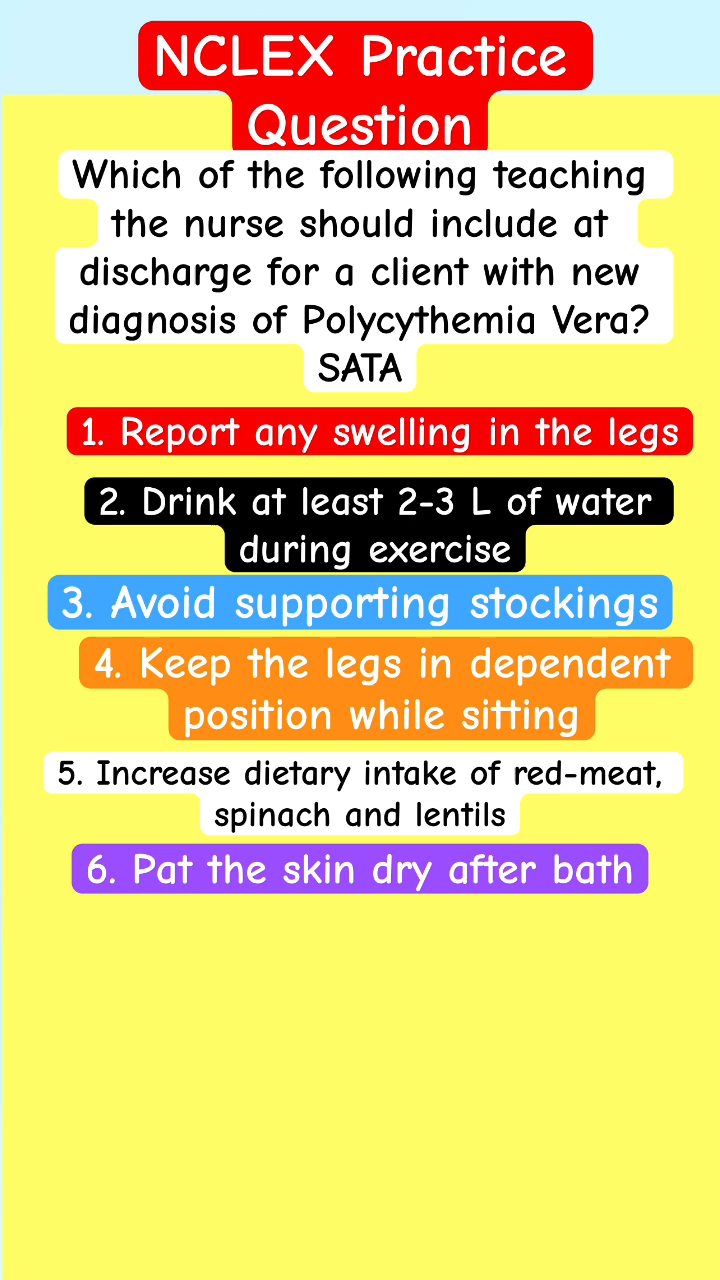 NCLEX Practice
Question
Which of the following teaching
the nurse should include at
discharge for a client with new
diagnosis of Polycythemia Vera?
SATA
1. Report any swelling in the legs
2. Drink at least 2-3 L of water
during exercise
3. Avoid supporting stockings
4. Keep the legs in dependent
position while sitting
5. Increase dietary intake of red-meat,
spinach and lentils
6. Pat the skin dry after bath